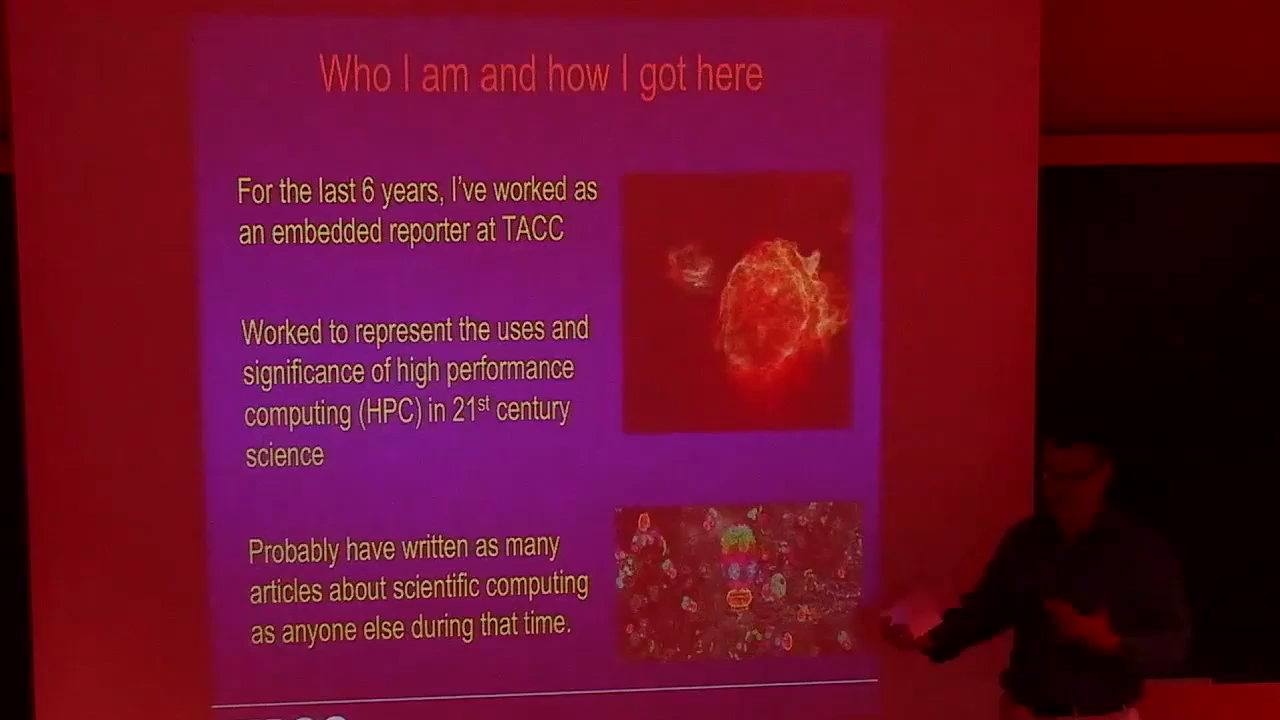 Who I am and how I got here
For the last 6 years, I've worked as
an embedded reporter at TACC
Worked to represent the uses and
significance of high performance
computing (HPC) in 21st century
science
Probably have written as many
articles about scientific computing
as anyone else during that time.